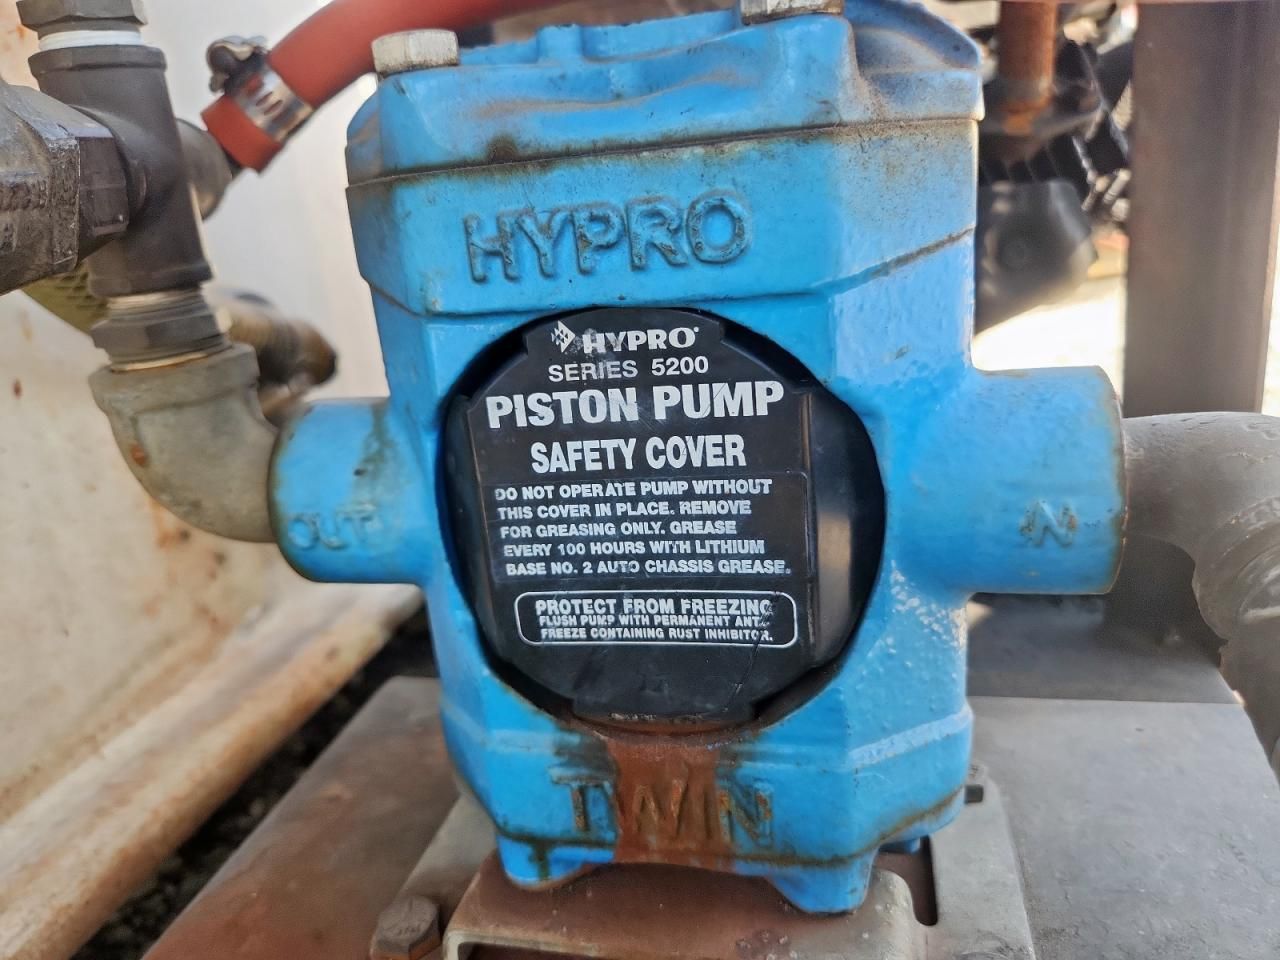 HYPRO
HYPRO®
SERIES 5200
PISTON PUMP
SAFETY COVER
DO NOT OPERATE PUMP WITHOUT
THIS COVER IN PLACE. REMOVE
FOR GREASING ONLY. GREASE
EVERY 100 HOURS WITH LITHIUM
BASE NO. 2 AUTO CHASSIS GREASE.
PROTECT FROM FREEZING
FLUSH PUMP WITH PERMANENT ANTI
FREEZE CONTAINING RUST INHIBITOR.
OUT
IN
TWIN